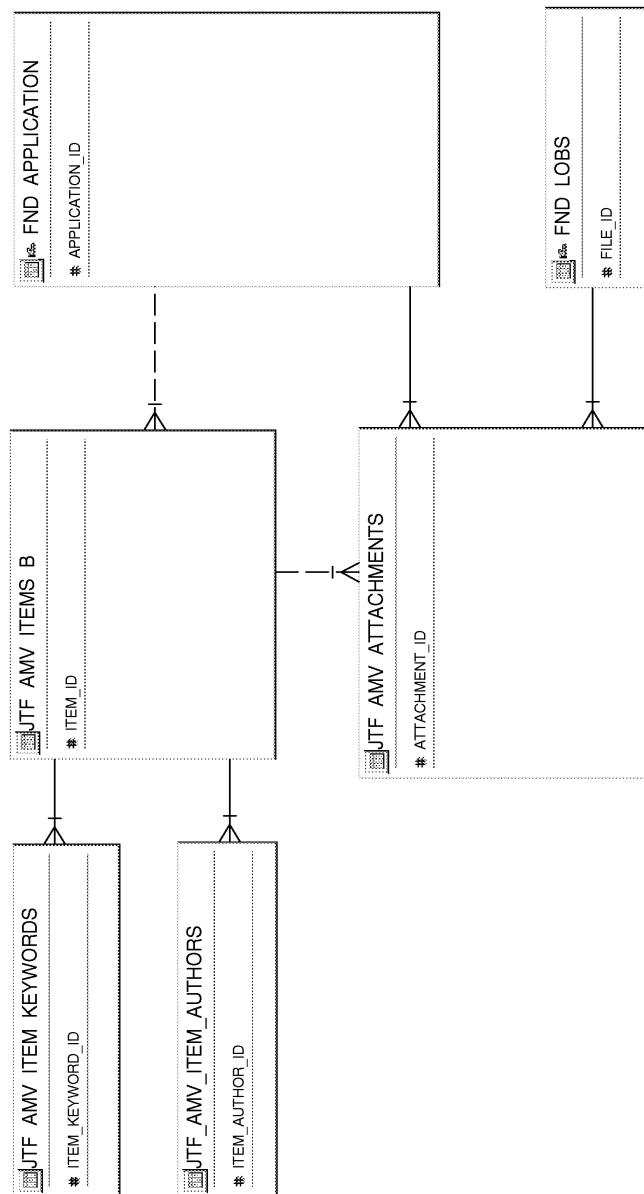 JTF AMV ITEM KEYWORDS
# ITEM_KEYWORD_ID
JTF_AMV_ITEM_AUTHORS
# ITEM_AUTHOR_ID
JTF AMV ITEMS B
# ITEM_ID
JTF AMV ATTACHMENTS
# ATTACHMENT_ID
FND APPLICATION
# APPLICATION_ID
FND LOBS
# FILE_ID